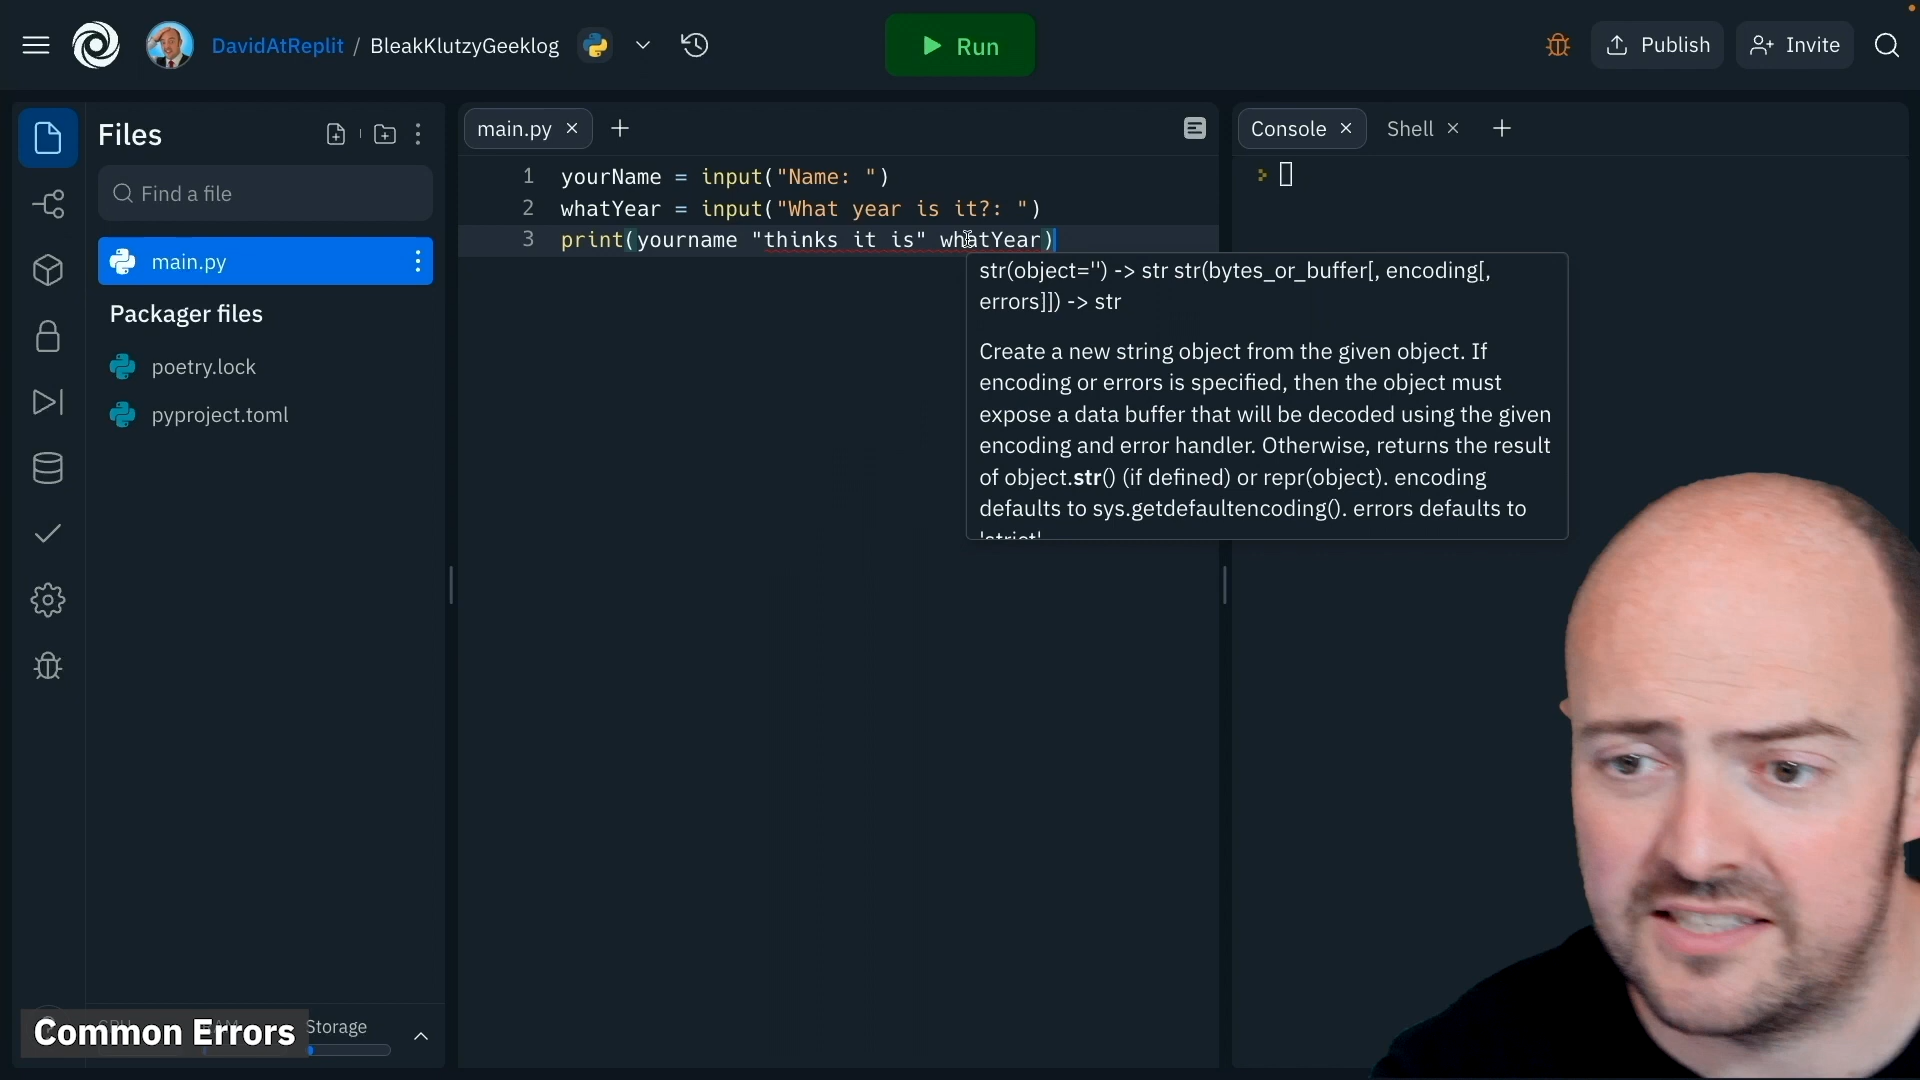 DavidAtReplit / BleakKlutzyGeeklog
Run
Publish
Invite
Files
Find a file
main.py
Packager files
poetry.lock
pyproject.toml
Storage
Common Errors
main.py
1 yourName = input("Name: ")
2 whatYear = input("What year is it?: ")
3 print(yourname "thinks it is" whatYear)
str(object='') -> str str(bytes_or_buffer[, encoding[,
errors]]) -> str
Create a new string object from the given object. If
encoding or errors is specified, then the object must
expose a data buffer that will be decoded using the given
encoding and error handler. Otherwise, returns the result
of object.str() (if defined) or repr(object). encoding
defaults to sys.getdefaultencoding(). errors defaults to
Console
Shell